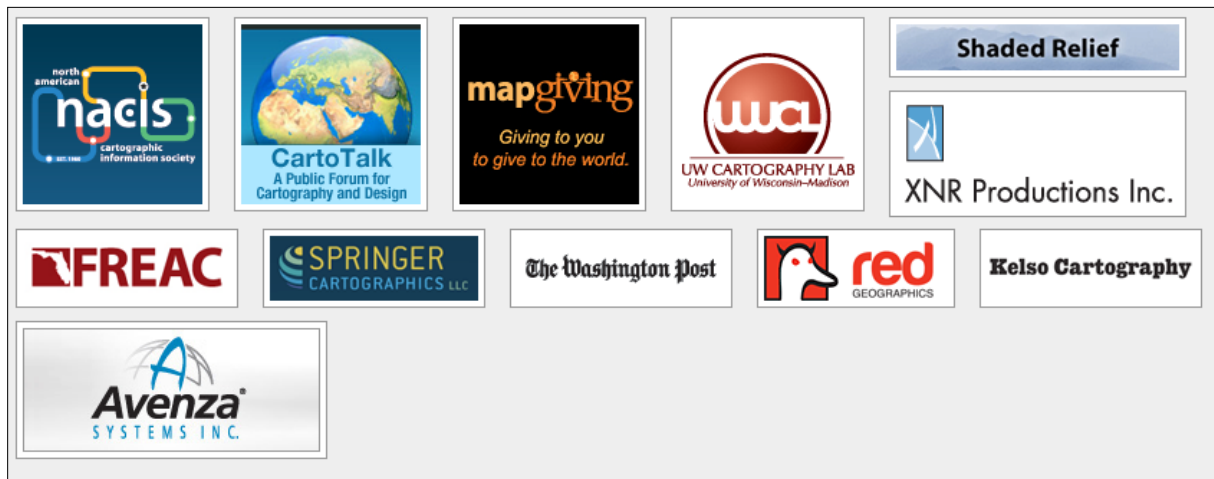 north
american
nacis
cartographic
information society
EST. 1980
CartoTalk
A Public Forum for
Cartography and Design
mapgiving
Giving to you
to give to the world.
WCL
UW CARTOGRAPHY LAB
University of Wisconsin–Madison
Shaded Relief
XNR Productions Inc.
FREAC
SPRINGER
CARTOGRAPHICS LLC
The Washington Post
red
GEOGRAPHICS
Kelso Cartography
Avenza®
SYSTEMS INC.